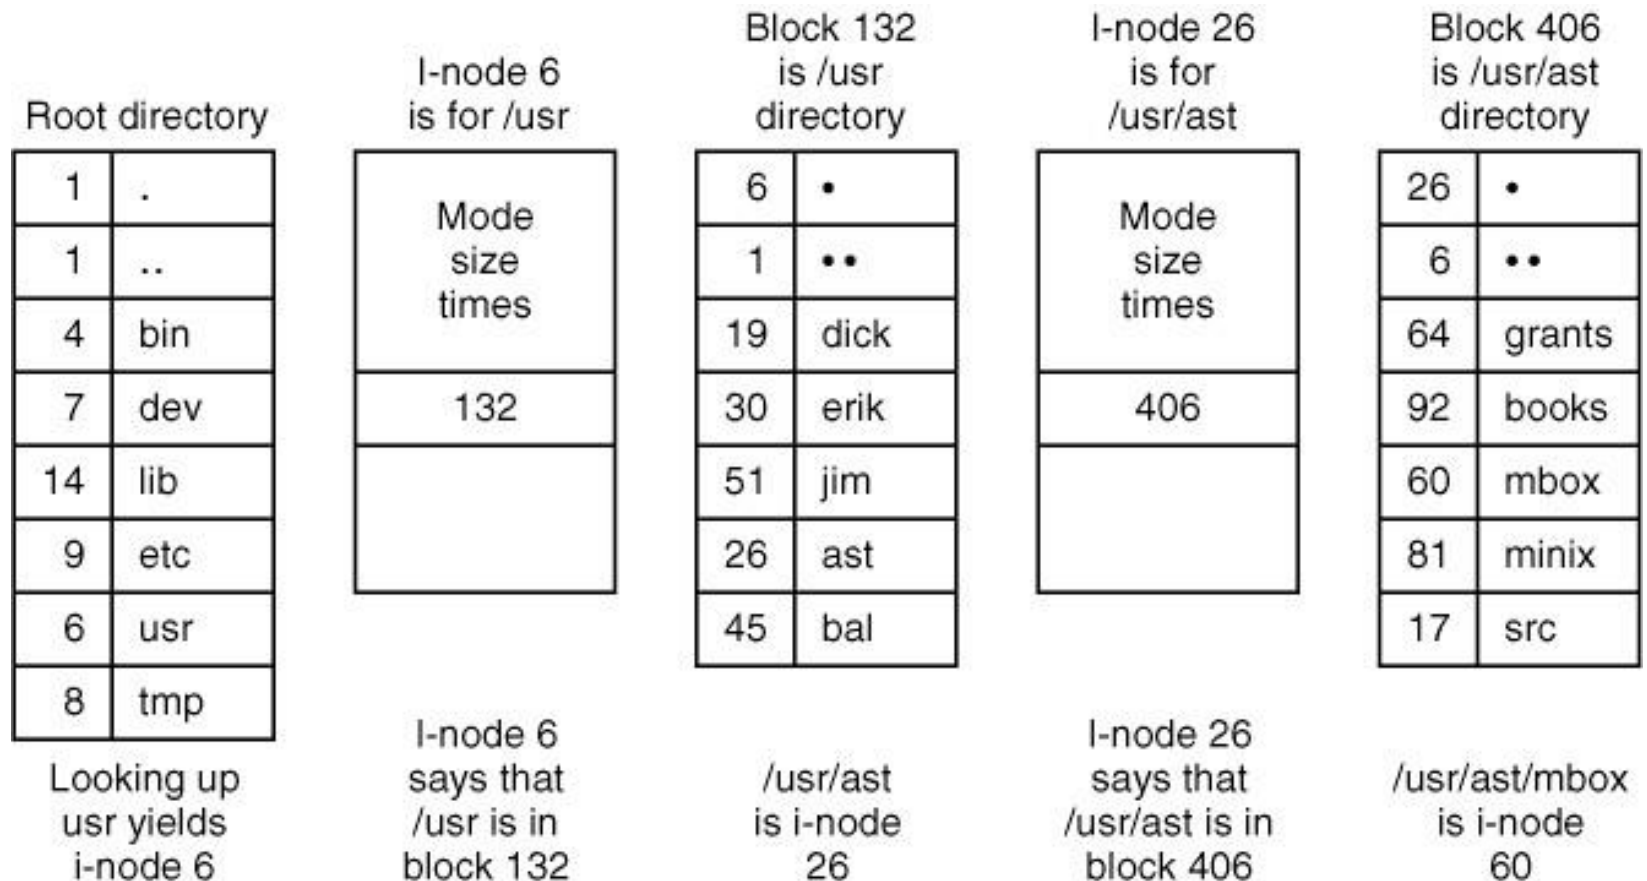 Root directory
1 .
1 ..
4 bin
7 dev
14 lib
9 etc
6 usr
8 tmp
Looking up
usr yields
i-node 6
I-node 6
is for /usr
Mode
size
times
132
I-node 6
says that
/usr is in
block 132
Block 132
is /usr
directory
6 •
1 ••
19 dick
30 erik
51 jim
26 ast
45 bal
/usr/ast
is i-node
26
I-node 26
is for
/usr/ast
Mode
size
times
406
I-node 26
says that
/usr/ast is in
block 406
Block 406
is /usr/ast
directory
26 •
6 ••
64 grants
92 books
60 mbox
81 minix
17 src
/usr/ast/mbox
is i-node
60